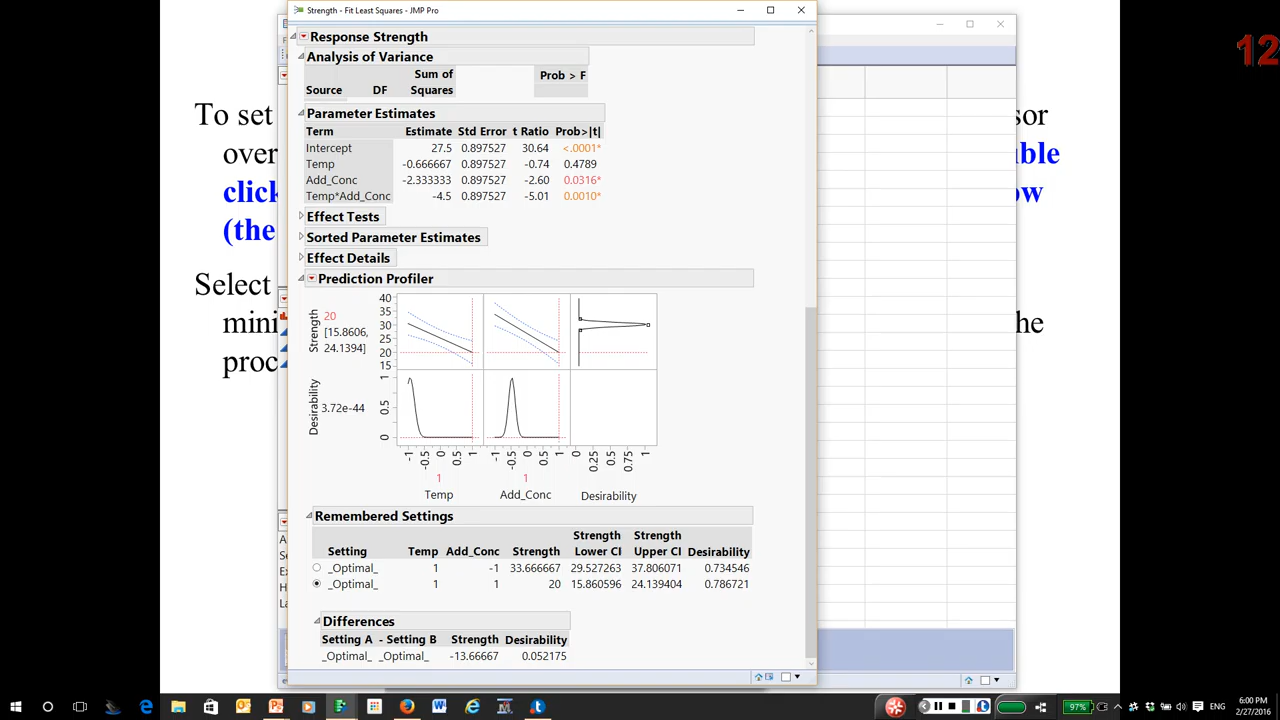 Strength - Fit Least Squares - JMP Pro
12
Response Strength
Analysis of Variance
Sum of
Source DF Squares Prob > F
Parameter Estimates
Term Estimate Std Error t Ratio Prob>|t|
Intercept 27.5 0.897527 30.64 <.0001*
Temp -0.666667 0.897527 -0.74 0.4789
Add_Conc -2.333333 0.897527 -2.60 0.0316*
Temp*Add_Conc -4.5 0.897527 -5.01 0.0010*
Effect Tests
Sorted Parameter Estimates
Effect Details
Prediction Profiler
To set
over
click
(the
Select
mini
proc
sor
ble
ow
he
Strength
20
[15.8606,
24.1394]
40
35
30
25
20
15
Desirability
3.72e-44
1
0.5
0
-1 -0.5 0 0.5 1 -1 -0.5 0 0.5 1 0 0.25 0.5 0.75 1
1 1
Temp Add_Conc Desirability
Remembered Settings
Strength Strength
Setting Temp Add_Conc Strength Lower CI Upper CI Desirability
_Optimal_ 1 -1 33.666667 29.527263 37.806071 0.734546
_Optimal_ 1 1 20 15.860596 24.139404 0.786721
Differences
Setting A - Setting B Strength Desirability
_Optimal_ _Optimal_ -13.66667 0.052175
97%
6:00 PM
2/27/2016